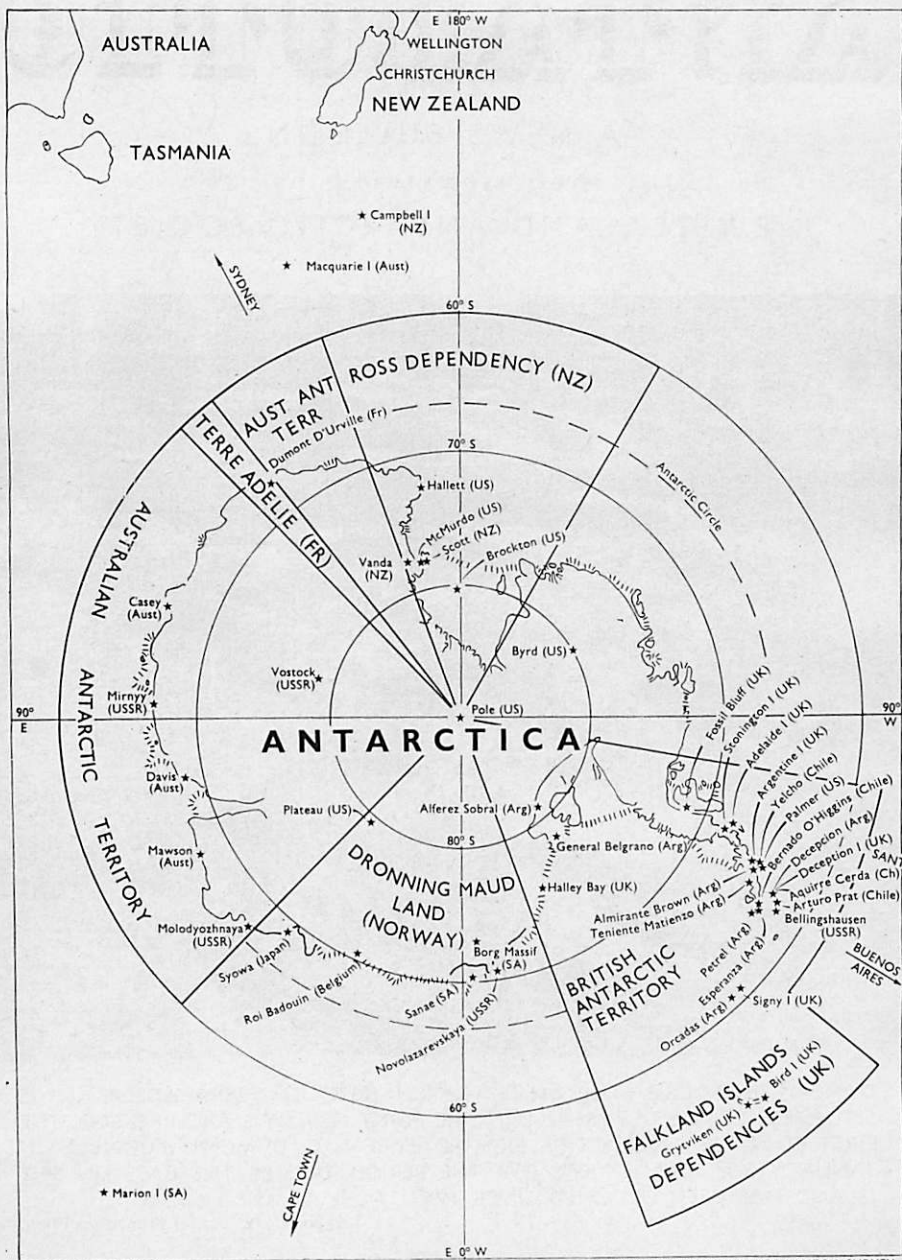 E 180° W
AUSTRALIA
WELLINGTON
CHRISTCHURCH
NEW ZEALAND
TASMANIA
Campbell I
(NZ)
Macquarie I (Aust)
SYDNEY
60° S
ROSS DEPENDENCY (NZ)
AUST ANT
TERR
TERRE ADELIE (FR)
Dumont D'Urville (Fr)
70° S
Antarctic Circle
Hallett (US)
McMurdo (US)
Scott (NZ)
Vanda
(NZ)
Brockton (US)
AUSTRALIAN
ANTARCTIC
TERRITORY
Casey
(Aust)
Byrd (US)
Vostock
(USSR)
Mirnyy
(USSR)
90°
E
Pole (US)
90°
W
ANTARCTICA
Fossil Bluff (UK)
Stonington I (UK)
Adelaide I (UK)
Argentine I (UK)
Yelcho (Chile)
Palmer (US)
Bernado O'Higgins (Chile)
Decepcion (Arg)
Deception I (UK)
SANT
Aquirre Cerda (Ch)
Arturo Prat (Chile)
Bellingshausen
(USSR)
Davis
(Aust)
Plateau (US)
Alferez Sobral (Arg)
80° S
General Belgrano (Arg)
Mawson
(Aust)
DRONNING MAUD
LAND
(NORWAY)
Halley Bay (UK)
Almirante Brown (Arg)
Teniente Matienzo (Arg)
Molodyozhnaya
(USSR)
Syowa (Japan)
Roi Badouin (Belgium)
Borg Massif
(SA)
Sanae (SA)
Novolazarevskaya (USSR)
BRITISH
ANTARCTIC
TERRITORY
Petrel (Arg)
Esperanza (Arg)
Orcadas (Arg)
Signy I (UK)
BUENOS
AIRES
60° S
FALKLAND ISLANDS
DEPENDENCIES (UK)
Bird I (UK)
Grytviken (UK)
Marion I (SA)
CAPE TOWN
E 0° W